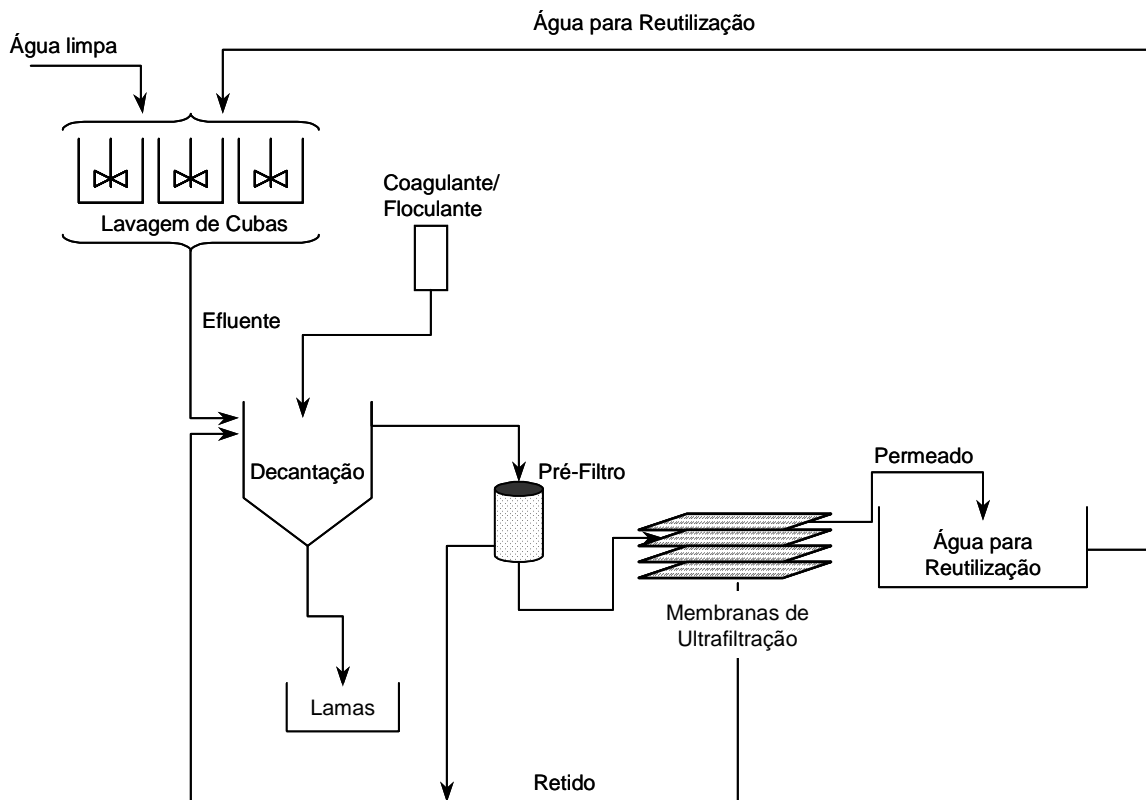 Água para Reutilização
Água limpa
Lavagem de Cubas
Coagulante/
Floculante
Efluente
Decantação
Pré-Filtro
Permeado
Água para
Reutilização
Membranas de
Ultrafiltração
Lamas
Retido